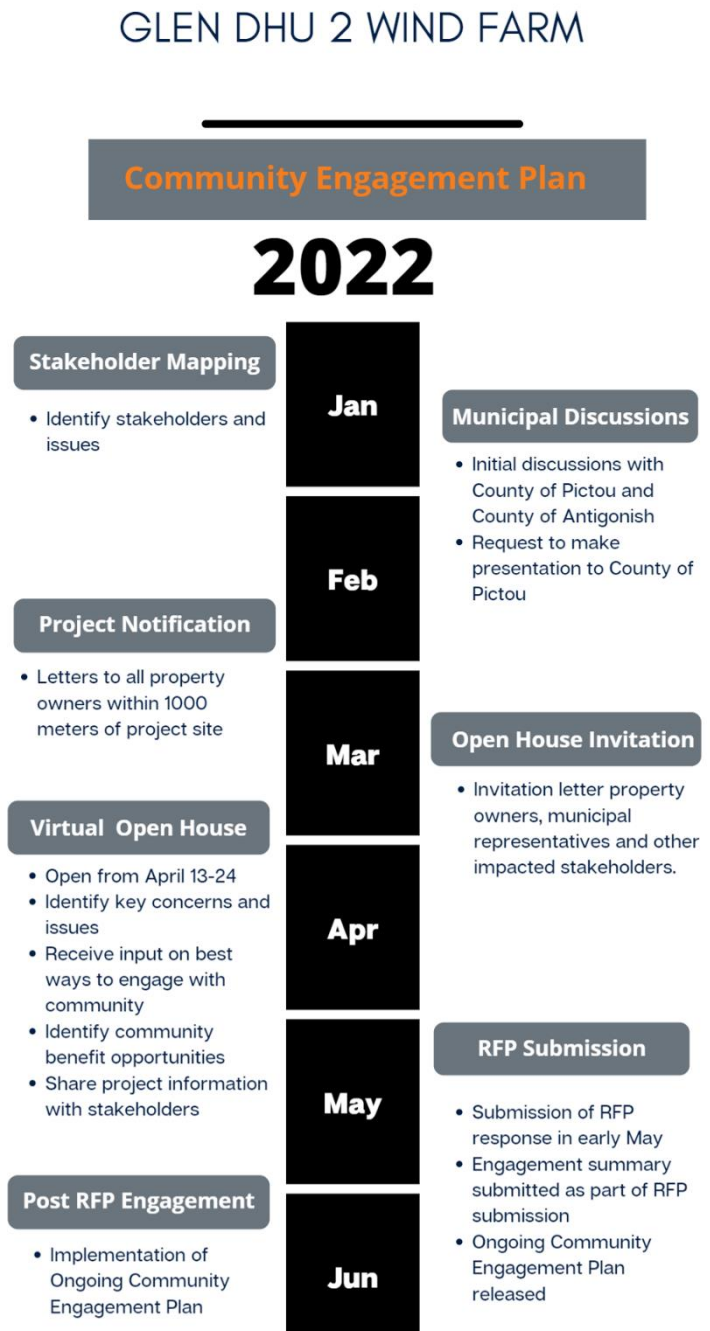 GLEN DHU 2 WIND FARM
Community Engagement Plan
2022
Jan
Stakeholder Mapping
• Identify stakeholders and
issues
Municipal Discussions
• Initial discussions with
County of Pictou and
County of Antigonish
• Request to make
presentation to County of
Pictou
Feb
Project Notification
• Letters to all property
owners within 1000
meters of project site
Mar
Open House Invitation
• Invitation letter property
owners, municipal
representatives and other
impacted stakeholders.
Virtual Open House
• Open from April 13-24
• Identify key concerns and
issues
• Receive input on best
ways to engage with
community
• Identify community
benefit opportunities
• Share project information
with stakeholders
Apr
May
RFP Submission
• Submission of RFP
response in early May
• Engagement summary
submitted as part of RFP
submission
• Ongoing Community
Engagement Plan
released
Post RFP Engagement
• Implementation of
Ongoing Community
Engagement Plan
Jun